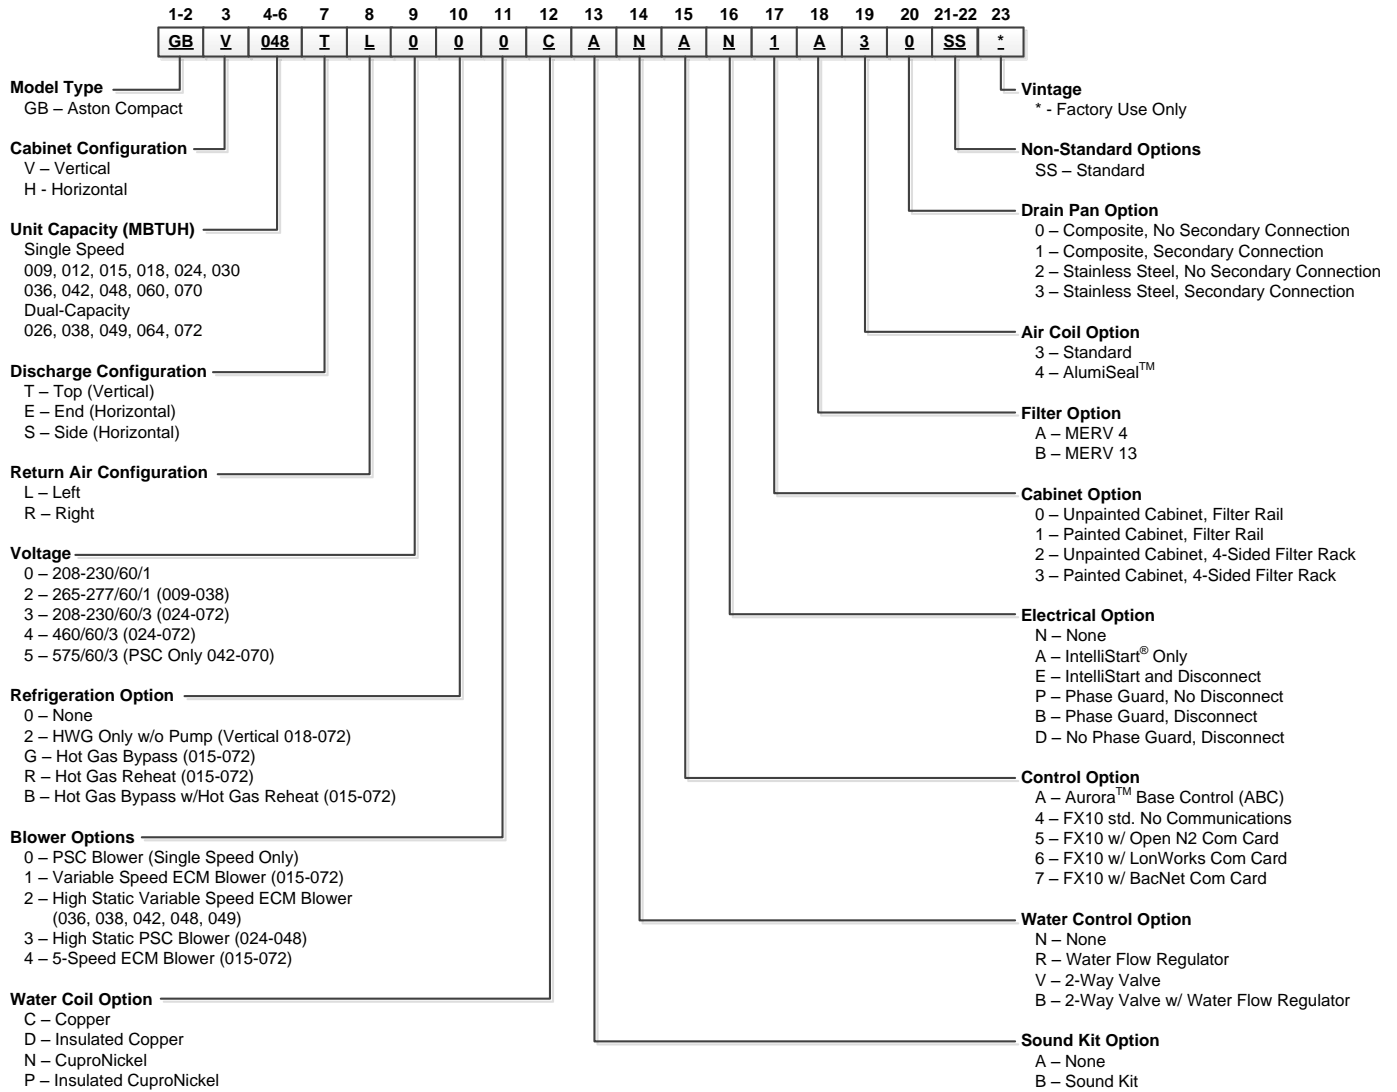 1-2 3 4-6 7 8 9 10 11 12 13 14 15 16 17 18 19 20 21-22 23
GB V 048 T L 0 0 0 C A N A N 1 A 3 0 SS *
Model Type
GB – Aston Compact
Cabinet Configuration
V – Vertical
H - Horizontal
Unit Capacity (MBTUH)
Single Speed
009, 012, 015, 018, 024, 030
036, 042, 048, 060, 070
Dual-Capacity
026, 038, 049, 064, 072
Discharge Configuration
T – Top (Vertical)
E – End (Horizontal)
S – Side (Horizontal)
Return Air Configuration
L – Left
R – Right
Voltage
0 – 208-230/60/1
2 – 265-277/60/1 (009-038)
3 – 208-230/60/3 (024-072)
4 – 460/60/3 (024-072)
5 – 575/60/3 (PSC Only 042-070)
Refrigeration Option
0 – None
2 – HWG Only w/o Pump (Vertical 018-072)
G – Hot Gas Bypass (015-072)
R – Hot Gas Reheat (015-072)
B – Hot Gas Bypass w/Hot Gas Reheat (015-072)
Blower Options
0 – PSC Blower (Single Speed Only)
1 – Variable Speed ECM Blower (015-072)
2 – High Static Variable Speed ECM Blower
(036, 038, 042, 048, 049)
3 – High Static PSC Blower (024-048)
4 – 5-Speed ECM Blower (015-072)
Water Coil Option
C – Copper
D – Insulated Copper
N – CuproNickel
P – Insulated CuproNickel
Vintage
* - Factory Use Only
Non-Standard Options
SS – Standard
Drain Pan Option
0 – Composite, No Secondary Connection
1 – Composite, Secondary Connection
2 – Stainless Steel, No Secondary Connection
3 – Stainless Steel, Secondary Connection
Air Coil Option
3 – Standard
4 – AlumiSeal™
Filter Option
A – MERV 4
B – MERV 13
Cabinet Option
0 – Unpainted Cabinet, Filter Rail
1 – Painted Cabinet, Filter Rail
2 – Unpainted Cabinet, 4-Sided Filter Rack
3 – Painted Cabinet, 4-Sided Filter Rack
Electrical Option
N – None
A – IntelliStart® Only
E – IntelliStart and Disconnect
P – Phase Guard, No Disconnect
B – Phase Guard, Disconnect
D – No Phase Guard, Disconnect
Control Option
A – Aurora™ Base Control (ABC)
4 – FX10 std. No Communications
5 – FX10 w/ Open N2 Com Card
6 – FX10 w/ LonWorks Com Card
7 – FX10 w/ BacNet Com Card
Water Control Option
N – None
R – Water Flow Regulator
V – 2-Way Valve
B – 2-Way Valve w/ Water Flow Regulator
Sound Kit Option
A – None
B – Sound Kit